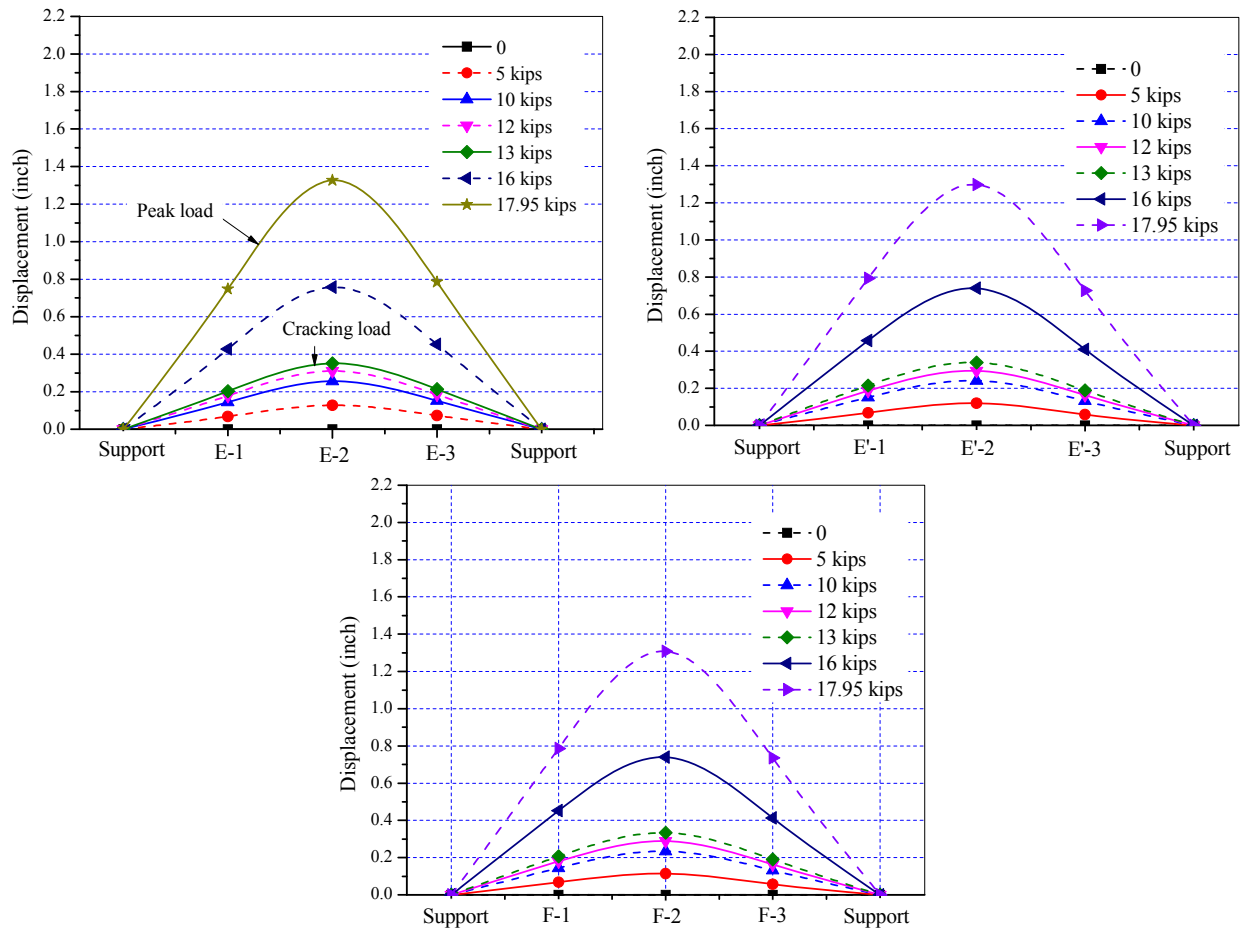 2.2
2.0
1.8
1.6
1.4
1.2
1.0
0.8
0.6
0.4
0.2
0.0
Displacement (inch)
0
5 kips
10 kips
12 kips
13 kips
16 kips
17.95 kips
Peak load
Cracking load
Support E-1 E-2 E-3 Support
2.2
2.0
1.8
1.6
1.4
1.2
1.0
0.8
0.6
0.4
0.2
0.0
Displacement (inch)
0
5 kips
10 kips
12 kips
13 kips
16 kips
17.95 kips
Support E'-1 E'-2 E'-3 Support
2.2
2.0
1.8
1.6
1.4
1.2
1.0
0.8
0.6
0.4
0.2
0.0
Displacement (inch)
0
5 kips
10 kips
12 kips
13 kips
16 kips
17.95 kips
Support F-1 F-2 F-3 Support